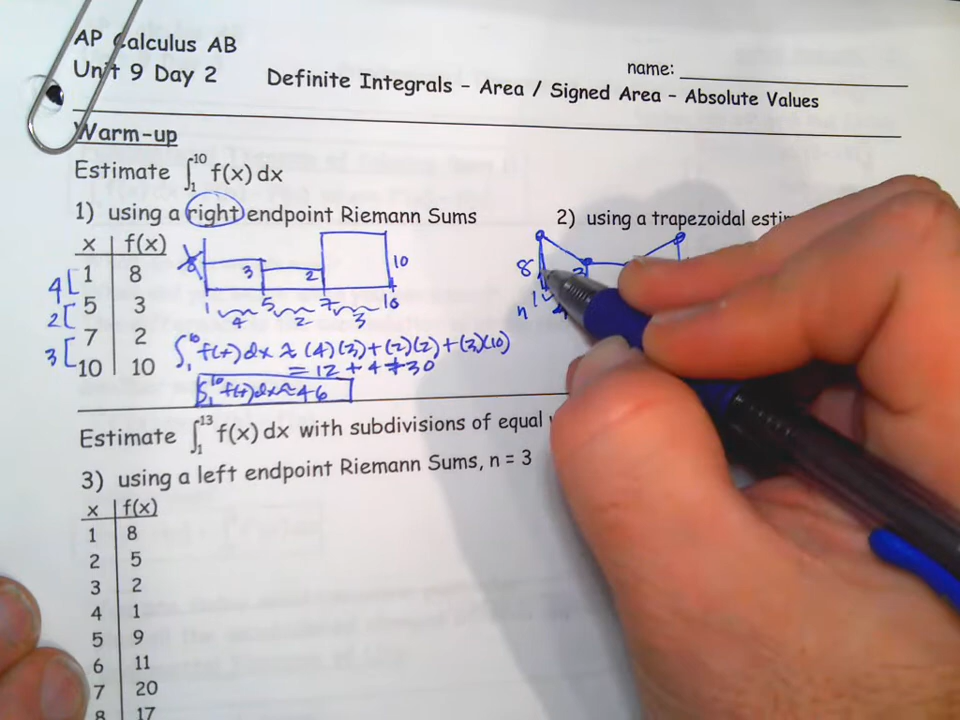 AP Calculus AB
Unit 9 Day 2
name:
Definite Integrals - Area / Signed Area - Absolute Values
Warm-up
Estimate ∫₁¹⁰ f(x) dx
1) using a right endpoint Riemann Sums
x f(x)
1 8
5 3
7 2
10 10
4
2
3
3 2 10
1 5 7 10
4 2 3
∫₁¹⁰ f(x) dx ≈ (4)(3) + (2)(2) + (3)(10)
= 12 + 4 + 30
∫₁¹⁰ f(x) dx ≈ 46
2) using a trapezoidal
8
1
Estimate ∫₁¹³ f(x) dx with subdivisions of equal
3) using a left endpoint Riemann Sums, n = 3
x f(x)
1 8
2 5
3 2
4 1
5 9
6 11
7 20
8 17